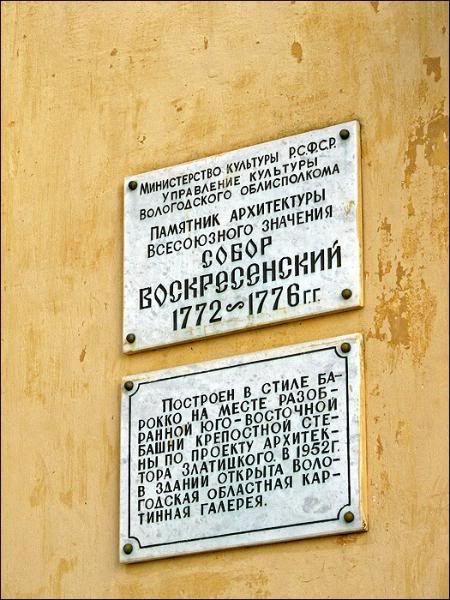 Министерство культуры Р.С.Ф.С.Р.
управление культуры
Вологодского облисполкома
Памятник архитектуры
всесоюзного значения
СОБОР
ВОСКРЕСЕНСКИЙ
1772~1776 г.г.
Построен в стиле ба-
рокко на месте разоб-
ранной юго-восточной
башни крепостной сте-
ны по проекту архитек-
тора Златицкого. В 1952 г.
в здании открыта Воло-
годская областная кар-
тинная галерея.